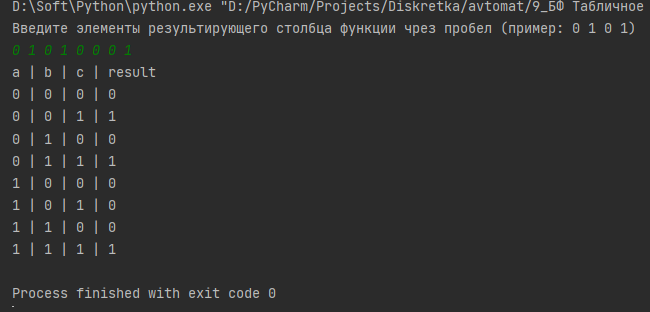 D:\Soft\Python\python.exe "D:/PyCharm/Projects/Diskretka/avtomat/9_БФ Табличное
Введите элементы результирующего столбца функции чрез пробел (пример: 0 1 0 1)
0 1 0 1 0 0 0 1
a | b | c | result
0 | 0 | 0 | 0
0 | 0 | 1 | 1
0 | 1 | 0 | 0
0 | 1 | 1 | 1
1 | 0 | 0 | 0
1 | 0 | 1 | 0
1 | 1 | 0 | 0
1 | 1 | 1 | 1
Process finished with exit code 0